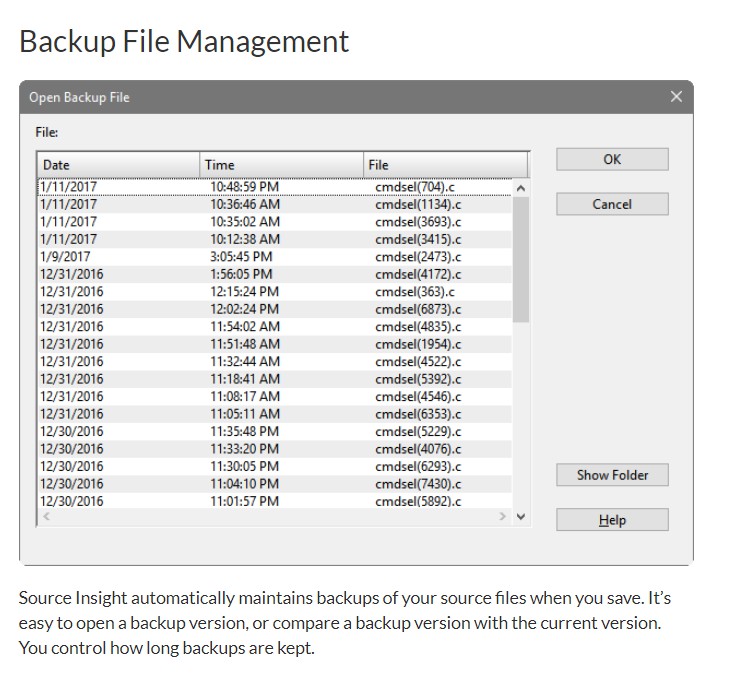 Backup File Management
Open Backup File
File:
Date Time File
1/11/2017 10:48:59 PM cmdsel(704).c
1/11/2017 10:36:46 AM cmdsel(1134).c
1/11/2017 10:35:02 AM cmdsel(3693).c
1/11/2017 10:12:38 AM cmdsel(3415).c
1/9/2017 3:05:45 PM cmdsel(2473).c
12/31/2016 1:56:05 PM cmdsel(4172).c
12/31/2016 12:15:24 PM cmdsel(363).c
12/31/2016 12:02:24 PM cmdsel(6873).c
12/31/2016 11:54:02 AM cmdsel(4835).c
12/31/2016 11:51:48 AM cmdsel(1954).c
12/31/2016 11:32:44 AM cmdsel(4522).c
12/31/2016 11:18:41 AM cmdsel(5392).c
12/31/2016 11:08:17 AM cmdsel(4546).c
12/31/2016 11:05:11 AM cmdsel(6353).c
12/30/2016 11:35:48 PM cmdsel(5229).c
12/30/2016 11:33:20 PM cmdsel(4076).c
12/30/2016 11:30:05 PM cmdsel(6293).c
12/30/2016 11:04:10 PM cmdsel(7430).c
12/30/2016 11:01:57 PM cmdsel(5892).c
OK
Cancel
Show Folder
Help
Source Insight automatically maintains backups of your source files when you save. It’s
easy to open a backup version, or compare a backup version with the current version.
You control how long backups are kept.